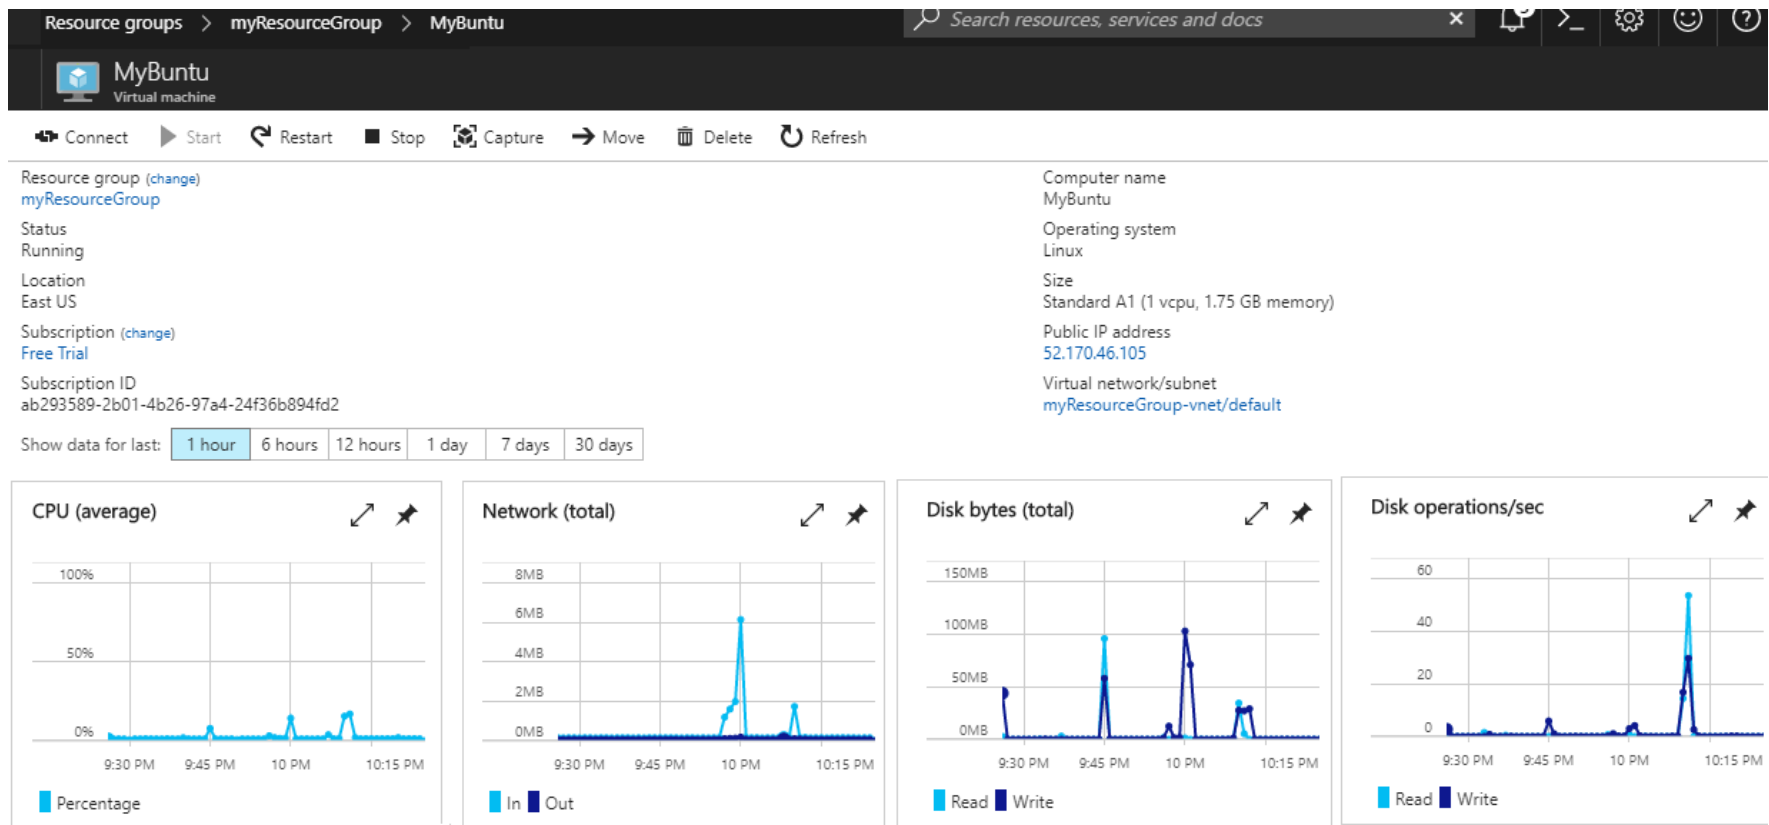 Resource groups > myResourceGroup > MyBuntu
Search resources, services and docs
MyBuntu
Virtual machine
Connect Start Restart Stop Capture Move Delete Refresh
Resource group (change)
myResourceGroup
Status
Running
Location
East US
Subscription (change)
Free Trial
Subscription ID
ab293589-2b01-4b26-97a4-24f36b894fd2
Computer name
MyBuntu
Operating system
Linux
Size
Standard A1 (1 vcpu, 1.75 GB memory)
Public IP address
52.170.46.105
Virtual network/subnet
myResourceGroup-vnet/default
Show data for last: 1 hour 6 hours 12 hours 1 day 7 days 30 days
CPU (average)
100%
50%
0%
9:30 PM 9:45 PM 10 PM 10:15 PM
Percentage
Network (total)
8MB
6MB
4MB
2MB
0MB
9:30 PM 9:45 PM 10 PM 10:15 PM
In Out
Disk bytes (total)
150MB
100MB
50MB
0MB
9:30 PM 9:45 PM 10 PM 10:15 PM
Read Write
Disk operations/sec
60
40
20
0
9:30 PM 9:45 PM 10 PM 10:15 PM
Read Write